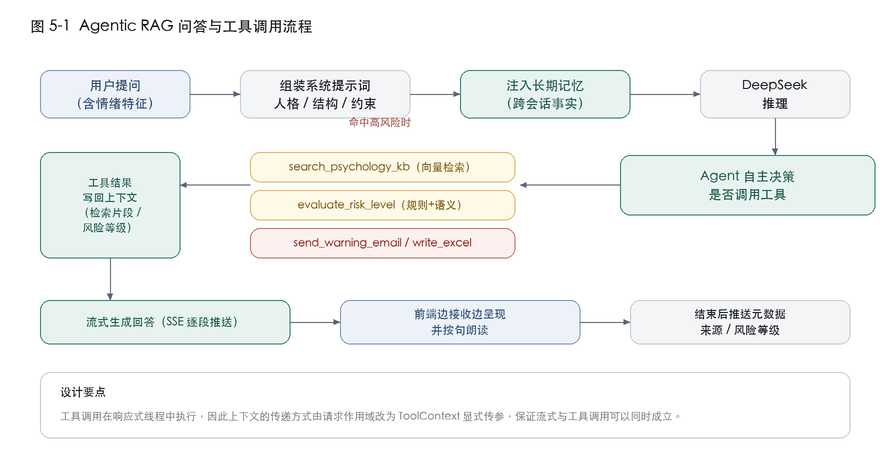 图 5-1 Agentic RAG 问答与工具调用流程
用户提问
（含情绪特征）
组装系统提示词
人格 / 结构 / 约束
注入长期记忆
（跨会话事实）
DeepSeek
推理
命中高风险时
工具结果
写回上下文
（检索片段 /
风险等级）
search_psychology_kb（向量检索）
evaluate_risk_level（规则+语义）
send_warning_email / write_excel
Agent 自主决策
是否调用工具
流式生成回答（SSE 逐段推送）
前端边接收边呈现
并按句朗读
结束后推送元数据
来源 / 风险等级
设计要点
工具调用在响应式线程中执行，因此上下文的传递方式由请求作用域改为 ToolContext 显式传参，保证流式与工具调用可以同时成立。